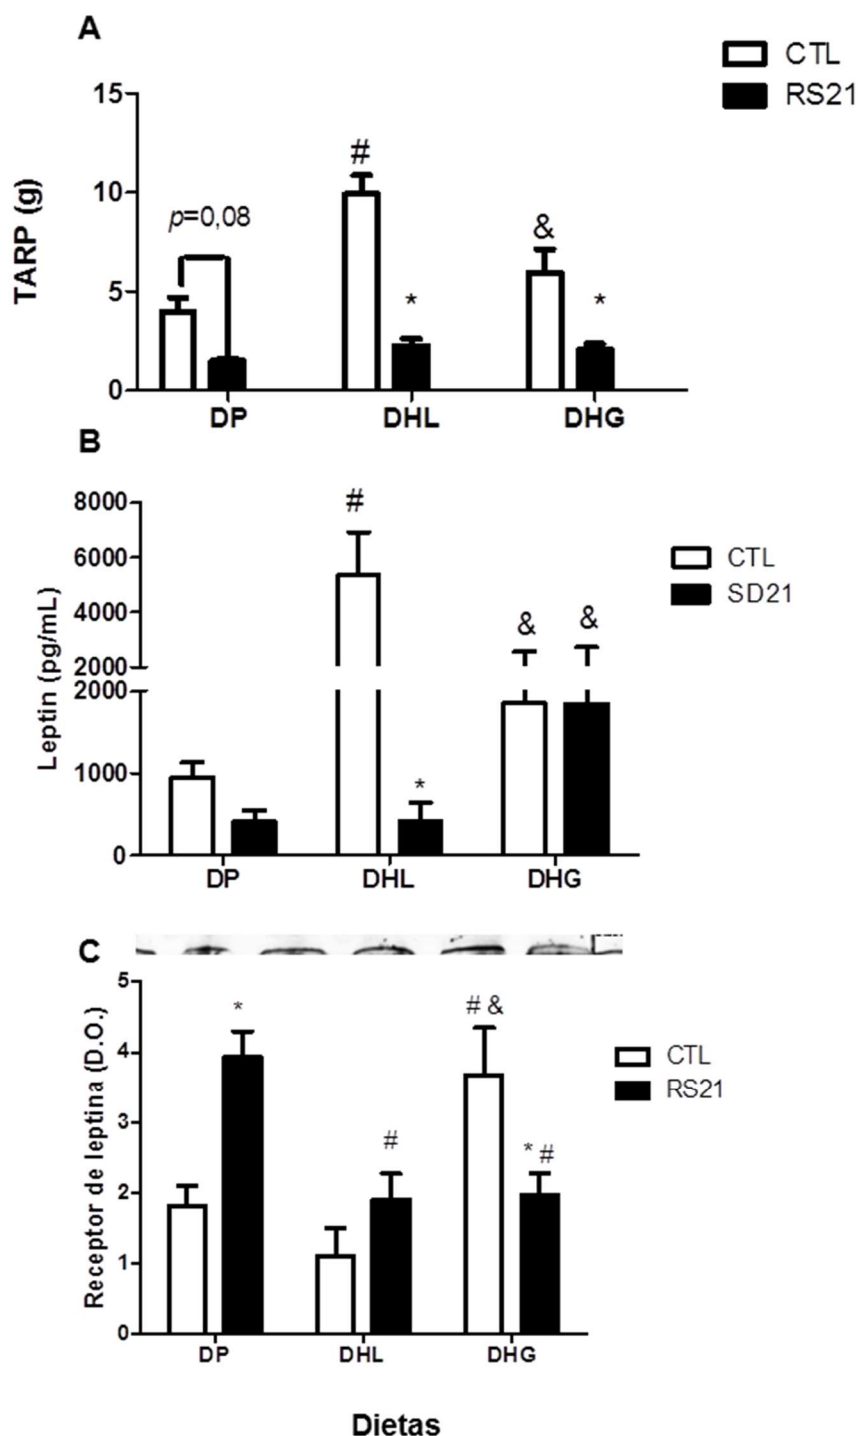 A
CTL
RS21
15
10
5
0
TARP (g)
p=0,08
#
*
&
*
DP
DHL
DHG
B
8000
6000
4000
2000
2000
1000
0
Leptin (pg/mL)
#
*
&
&
CTL
SD21
DP
DHL
DHG
C
5
4
3
2
1
0
Receptor de leptina (D.O.)
*
#
# &
* #
CTL
RS21
DP
DHL
DHG
Dietas